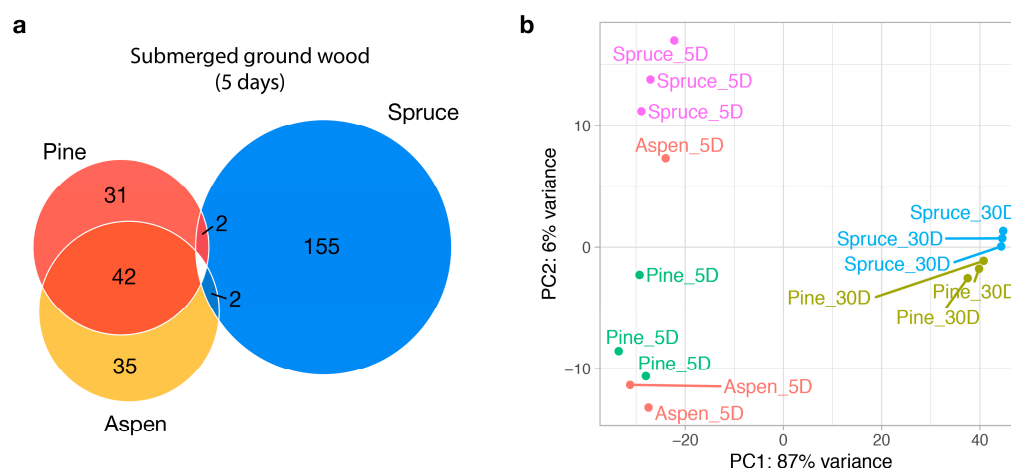 a
Submerged ground wood
(5 days)
Spruce
Pine
31
2
155
42
2
35
Aspen
b
Spruce_5D
Spruce_5D
Spruce_5D
Aspen_5D
Pine_5D
Pine_5D
Pine_5D
Aspen_5D
Aspen_5D
Spruce_30D
Spruce_30D
Spruce_30D
Pine_30D
Pine_30D
Pine_30D
10
0
−10
PC2: 6% variance
−20
0
20
40
PC1: 87% variance